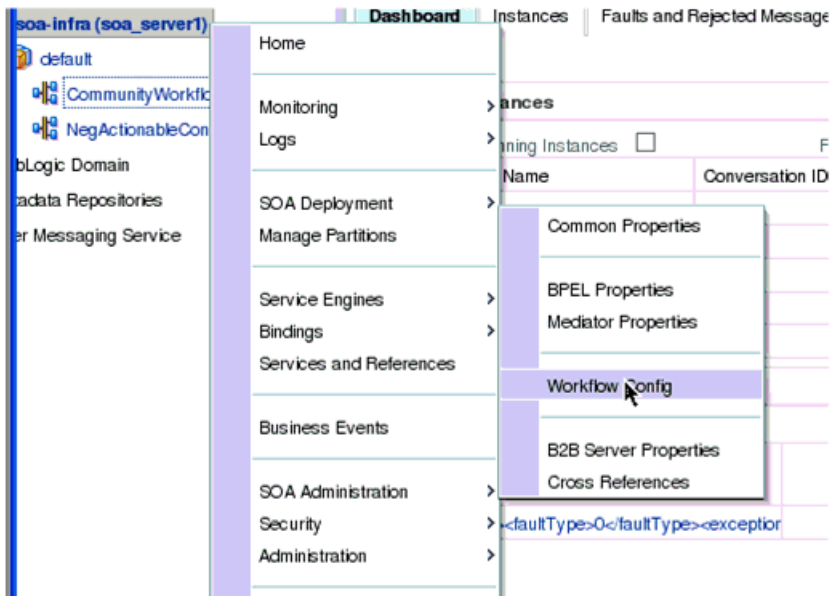 soa-infra (soa_server1)
default
CommunityWorkflo
NegActionableCon
bLogic Domain
tadata Repositories
er Messaging Service
Home
Monitoring
Logs
SOA Deployment
Manage Partitions
Service Engines
Bindings
Services and References
Business Events
SOA Administration
Security
Administration
Dashboard Instances Faults and Rejected Message
ances
nning Instances F
Name Conversation ID
Common Properties
BPEL Properties
Mediator Properties
Workflow Config
B2B Server Properties
Cross References
<faultType>0</faultType><exception